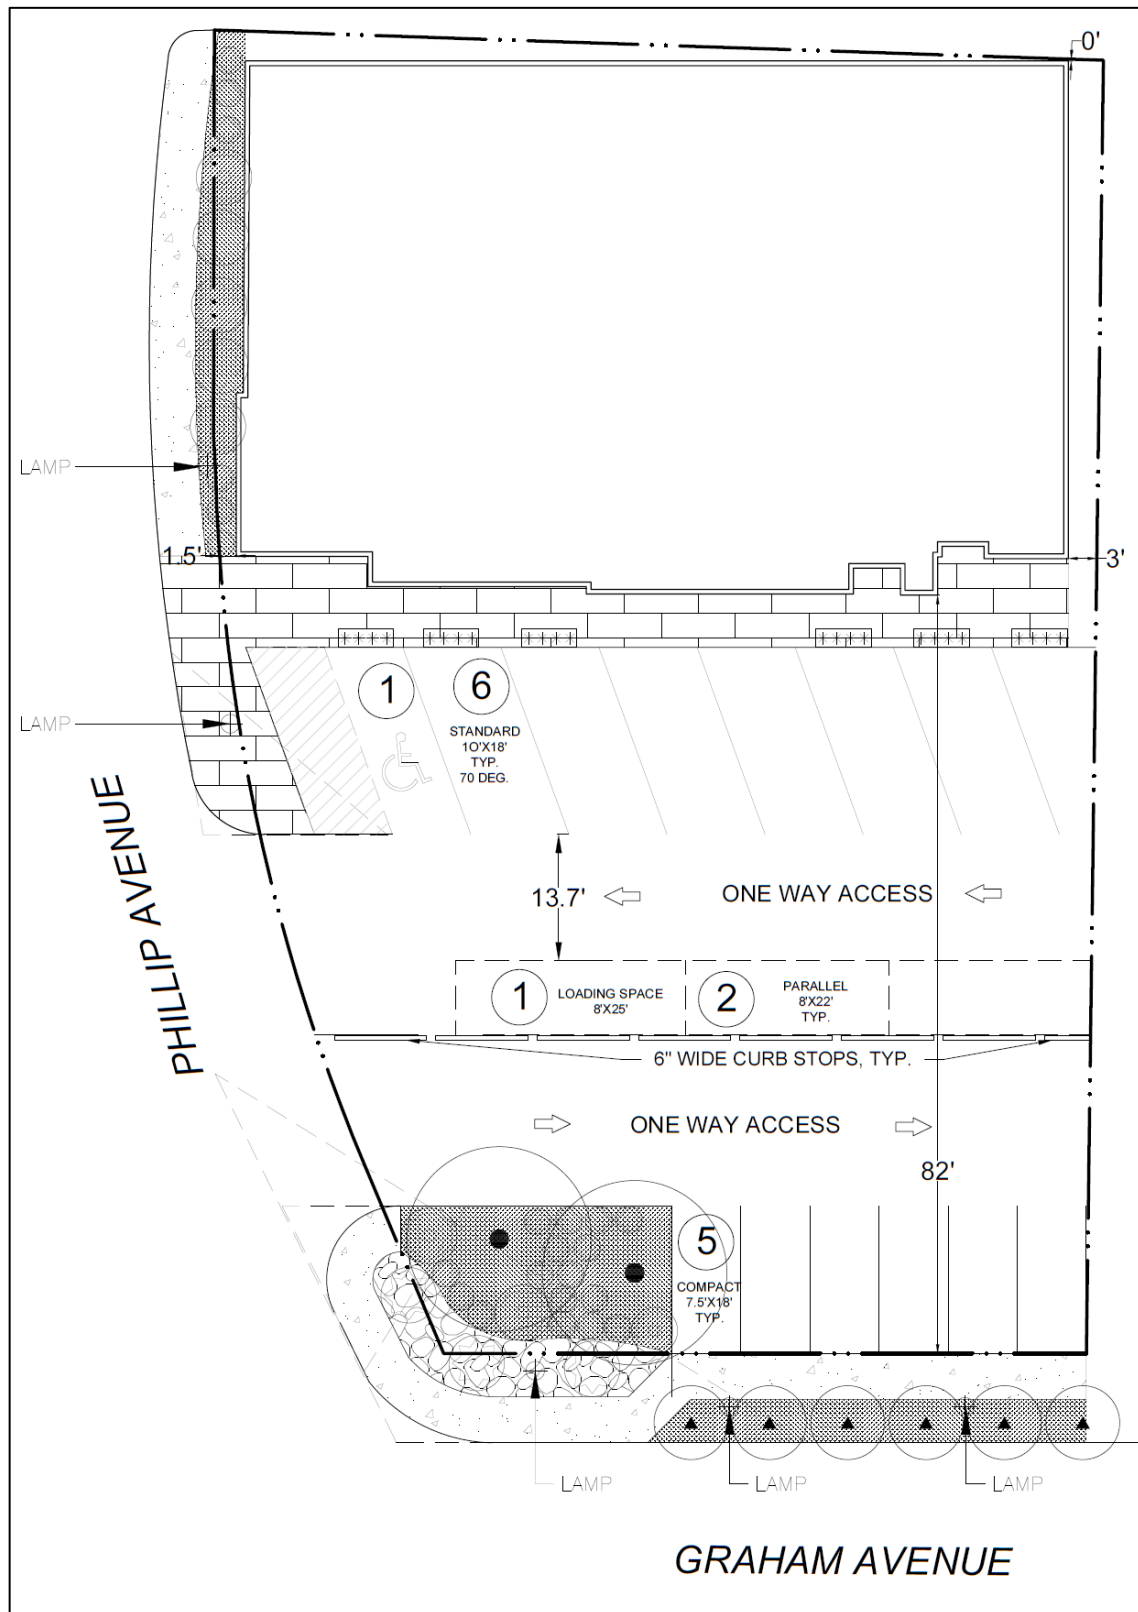 0'
LAMP
1.5'
3'
LAMP
1
6
STANDARD
10'X18'
TYP.
70 DEG.
PHILLIP AVENUE
13.7'
ONE WAY ACCESS
1
LOADING SPACE
8'X25'
2
PARALLEL
8'X22'
TYP.
6" WIDE CURB STOPS, TYP.
ONE WAY ACCESS
82'
5
COMPACT
7.5'X18'
TYP.
LAMP
LAMP
LAMP
GRAHAM AVENUE